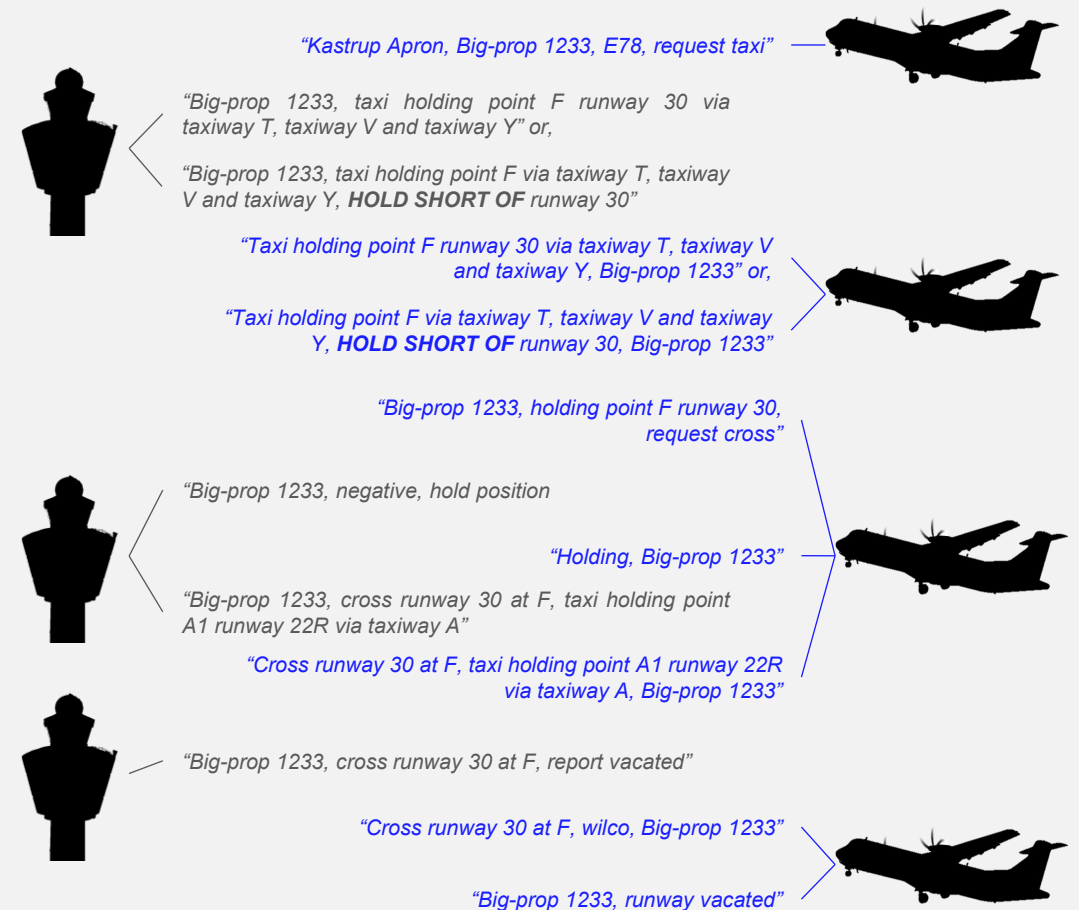 “Kastrup Apron, Big-prop 1233, E78, request taxi”
“Big-prop 1233, taxi holding point F runway 30 via
taxiway T, taxiway V and taxiway Y” or,
“Big-prop 1233, taxi holding point F via taxiway T, taxiway
V and taxiway Y, HOLD SHORT OF runway 30”
“Taxi holding point F runway 30 via taxiway T, taxiway V
and taxiway Y, Big-prop 1233” or,
“Taxi holding point F via taxiway T, taxiway V and taxiway
Y, HOLD SHORT OF runway 30, Big-prop 1233”
“Big-prop 1233, holding point F runway 30,
request cross”
“Big-prop 1233, negative, hold position
“Holding, Big-prop 1233”
“Big-prop 1233, cross runway 30 at F, taxi holding point
A1 runway 22R via taxiway A”
“Cross runway 30 at F, taxi holding point A1 runway 22R
via taxiway A, Big-prop 1233”
“Big-prop 1233, cross runway 30 at F, report vacated”
“Cross runway 30 at F, wilco, Big-prop 1233”
“Big-prop 1233, runway vacated”